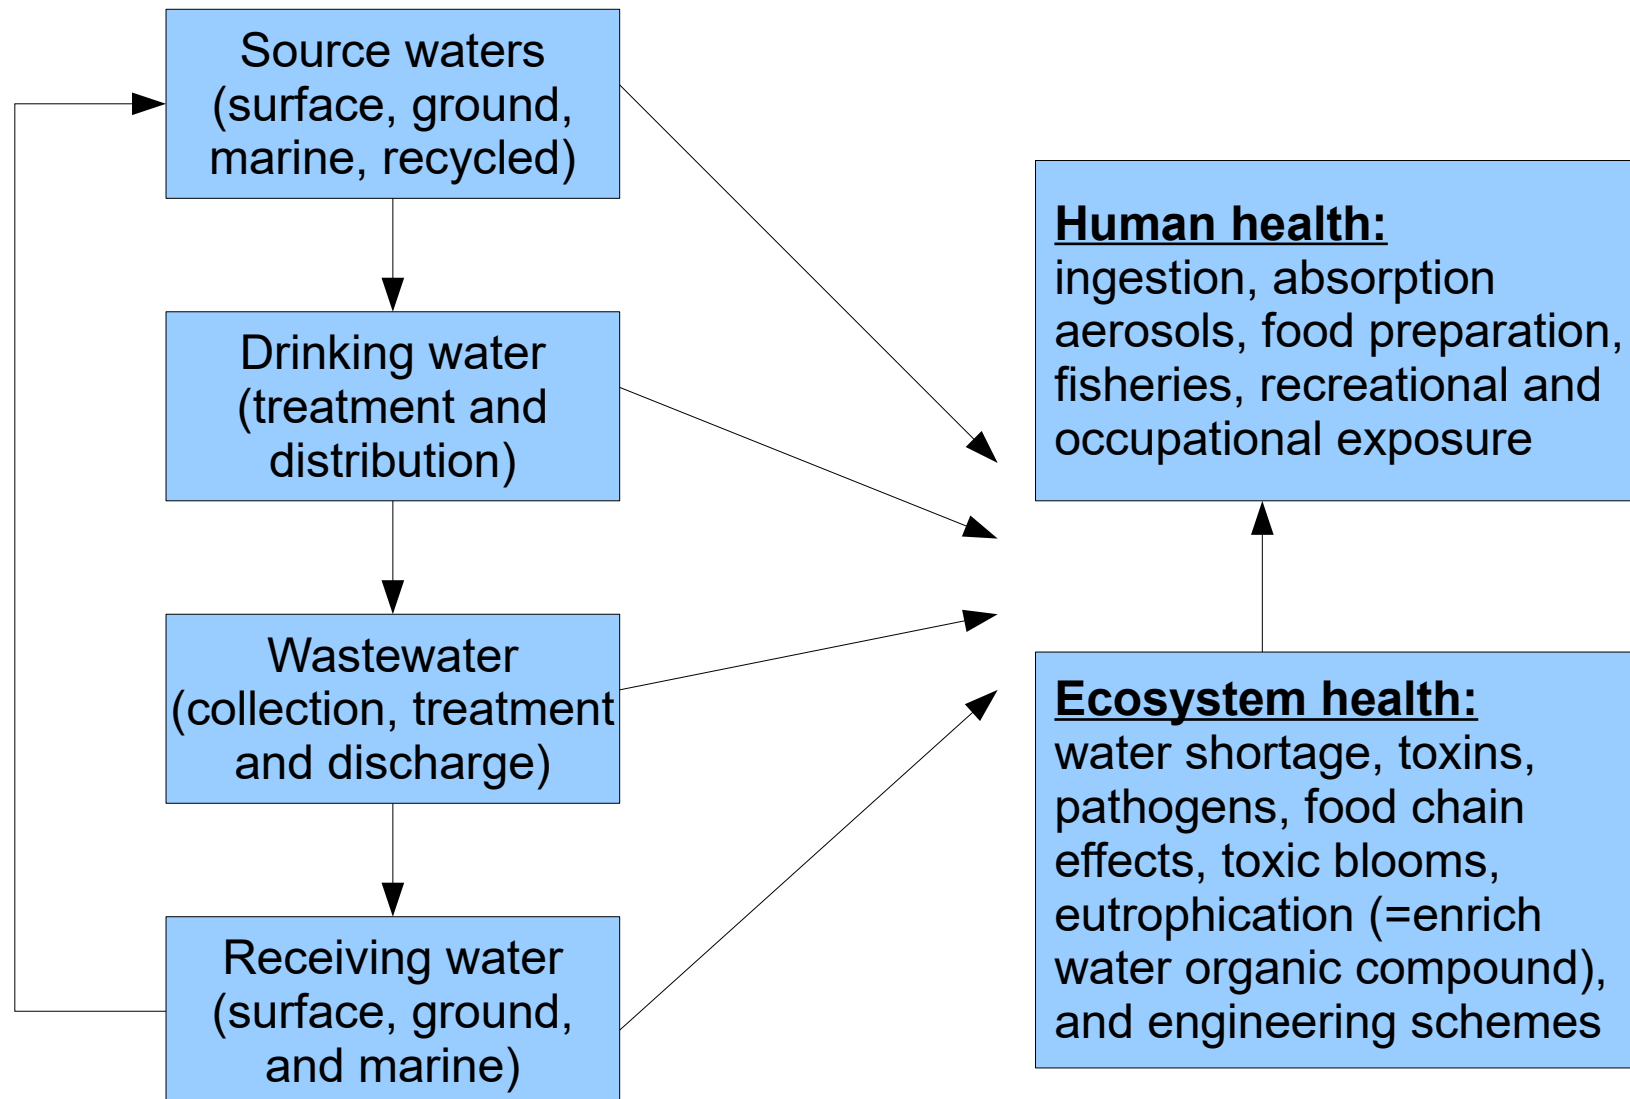 Source waters
(surface, ground,
marine, recycled)
Drinking water
(treatment and
distribution)
Wastewater
(collection, treatment
and discharge)
Receiving water
(surface, ground,
and marine)
Human health:
ingestion, absorption
aerosols, food preparation,
fisheries, recreational and
occupational exposure
Ecosystem health:
water shortage, toxins,
pathogens, food chain
effects, toxic blooms,
eutrophication (=enrich
water organic compound),
and engineering schemes